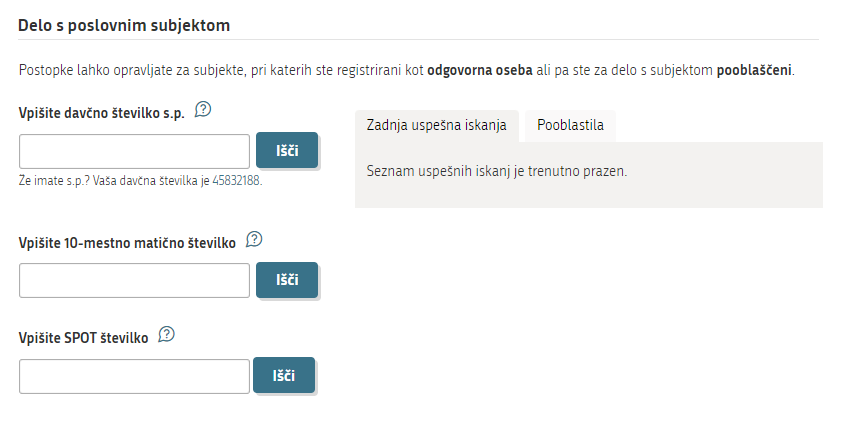 Delo s poslovnim subjektom
Postopke lahko opravljate za subjekte, pri katerih ste registrirani kot odgovorna oseba ali pa ste za delo s subjektom pooblaščeni.
Vpišite davčno številko s.p.
Išči
Že imate s.p.? Vaša davčna številka je 45832188.
Zadnja uspešna iskanja
Pooblastila
Seznam uspešnih iskanj je trenutno prazen.
Vpišite 10-mestno matično številko
Išči
Vpišite SPOT številko
Išči